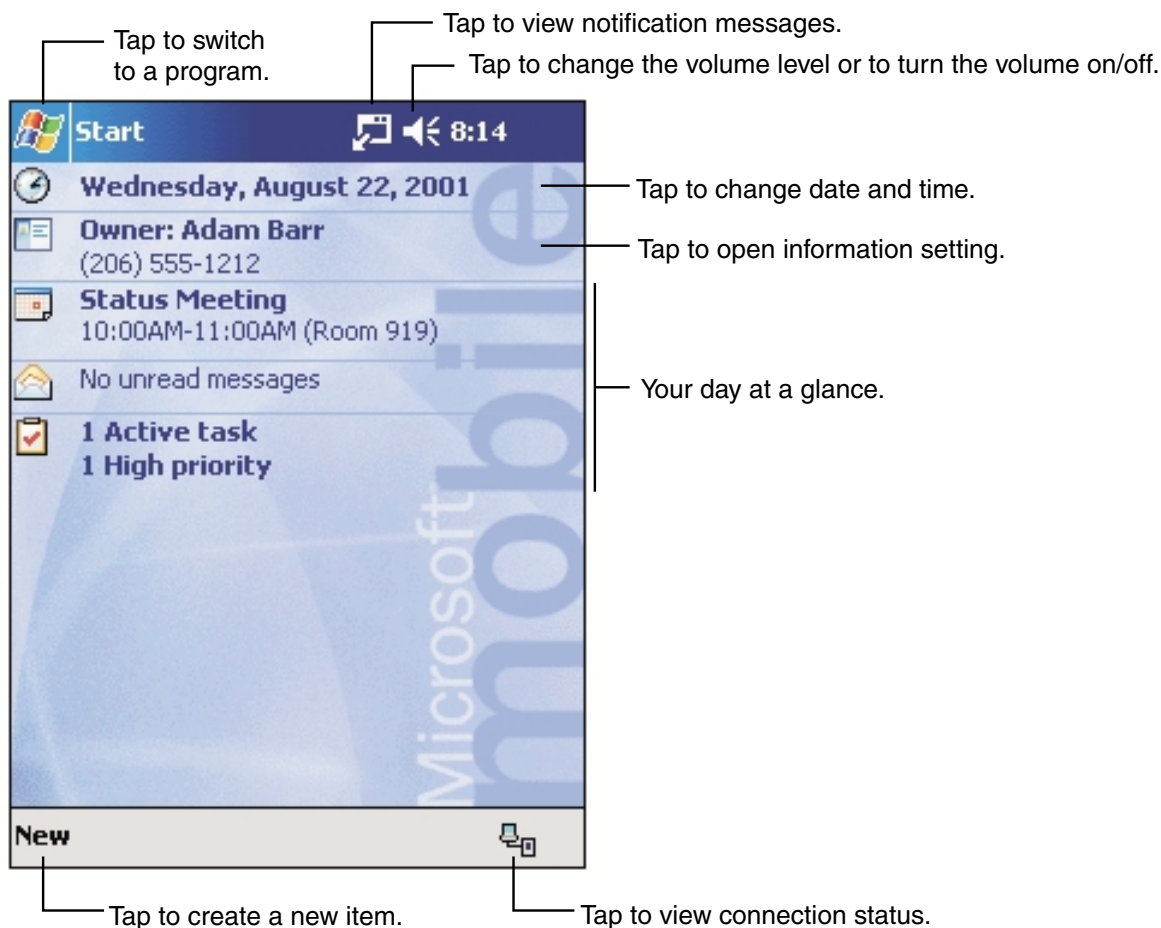 Tap to view notification messages.
Tap to switch
to a program.
Tap to change the volume level or to turn the volume on/off.
Start
8:14
Wednesday, August 22, 2001
Tap to change date and time.
Owner: Adam Barr
(206) 555-1212
Tap to open information setting.
Status Meeting
10:00AM-11:00AM (Room 919)
No unread messages
Your day at a glance.
1 Active task
1 High priority
Microsoft
mobile
New
Tap to create a new item.
Tap to view connection status.